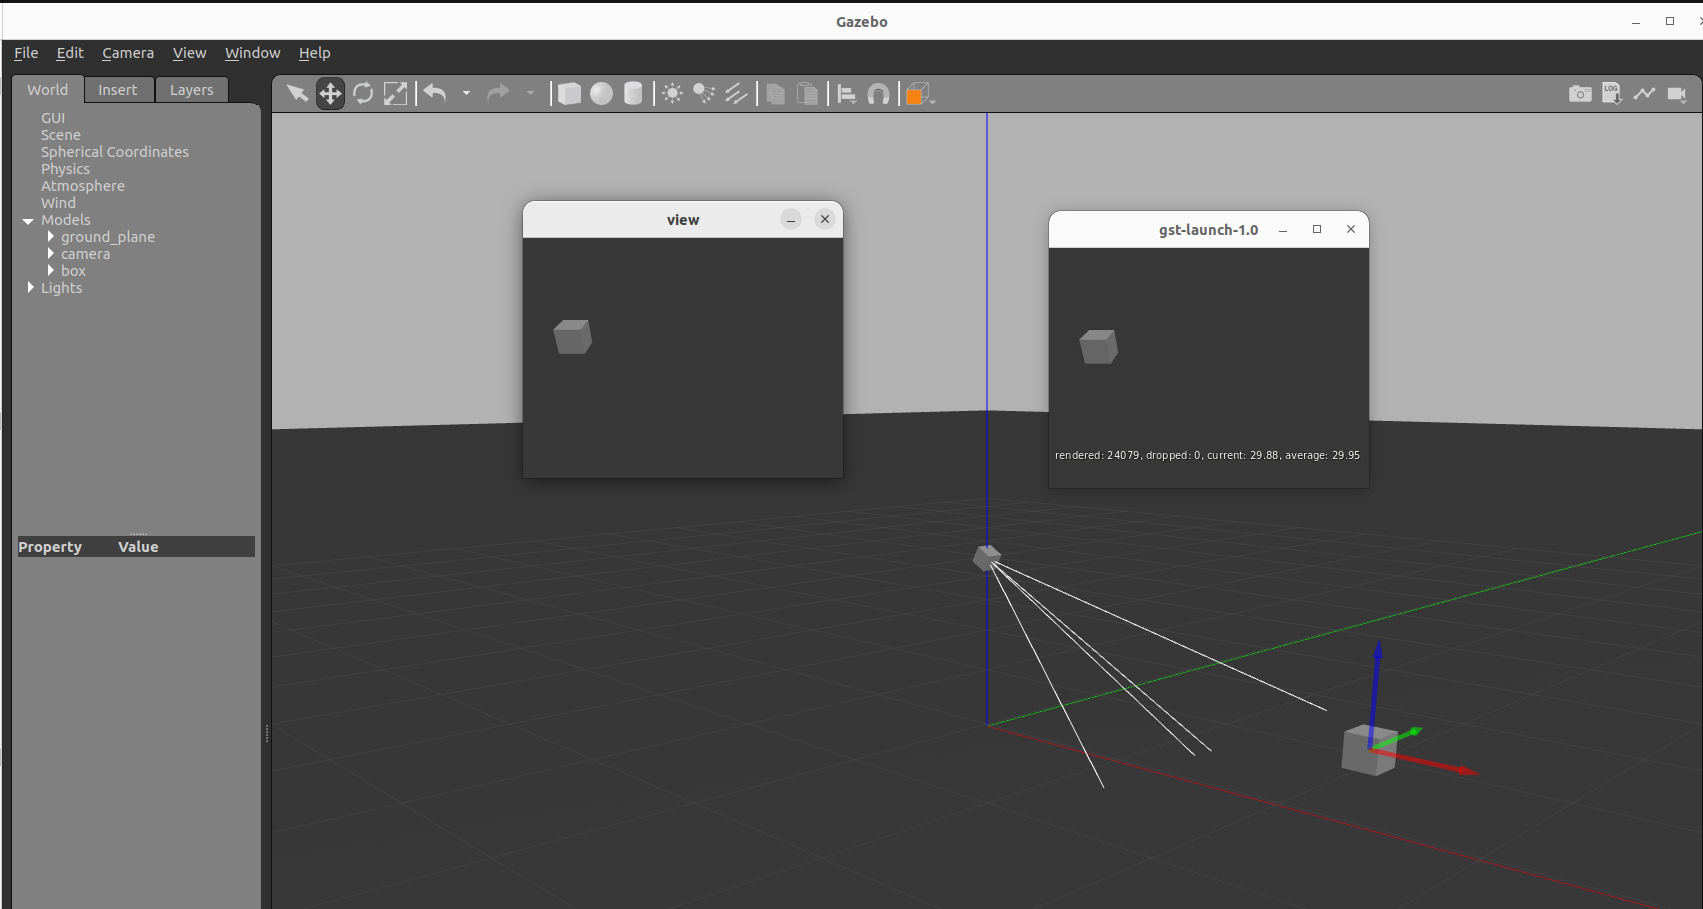 Gazebo
File Edit Camera View Window Help
World Insert Layers
LOG
GUI
Scene
Spherical Coordinates
Physics
Atmosphere
Wind
Models
ground_plane
camera
box
Lights
Property Value
view
gst-launch-1.0
rendered: 24079, dropped: 0, current: 29.88, average: 29.95